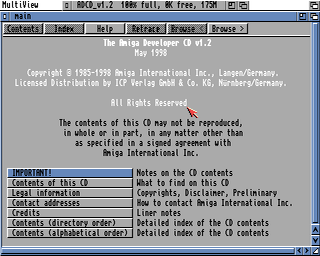 MultiView
ADCD_v1.2 100% full, 0K free, 175M
main
Contents Index Help Retrace Browse < Browse >
The Amiga Developer CD v1.2
May 1998
Copyright © 1985-1998 Amiga International Inc., Langen/Germany.
Licensed Distribution by ICP Verlag GmbH & Co. KG, Nürnberg/Germany.
All Rights Reserved
The contents of this CD may not be reproduced,
in whole or in part, in any matter other than
as specified in a signed agreement with
Amiga International Inc.
IMPORTANT! Notes on the CD contents
Contents of this CD What to find on this CD
Legal information Copyrights, Disclaimer, Preliminary
Contact addresses How to contact Amiga International Inc.
Credits Liner notes
Contents (directory order) Detailed index of the CD contents
Contents (alphabetical order) Detailed index of the CD contents